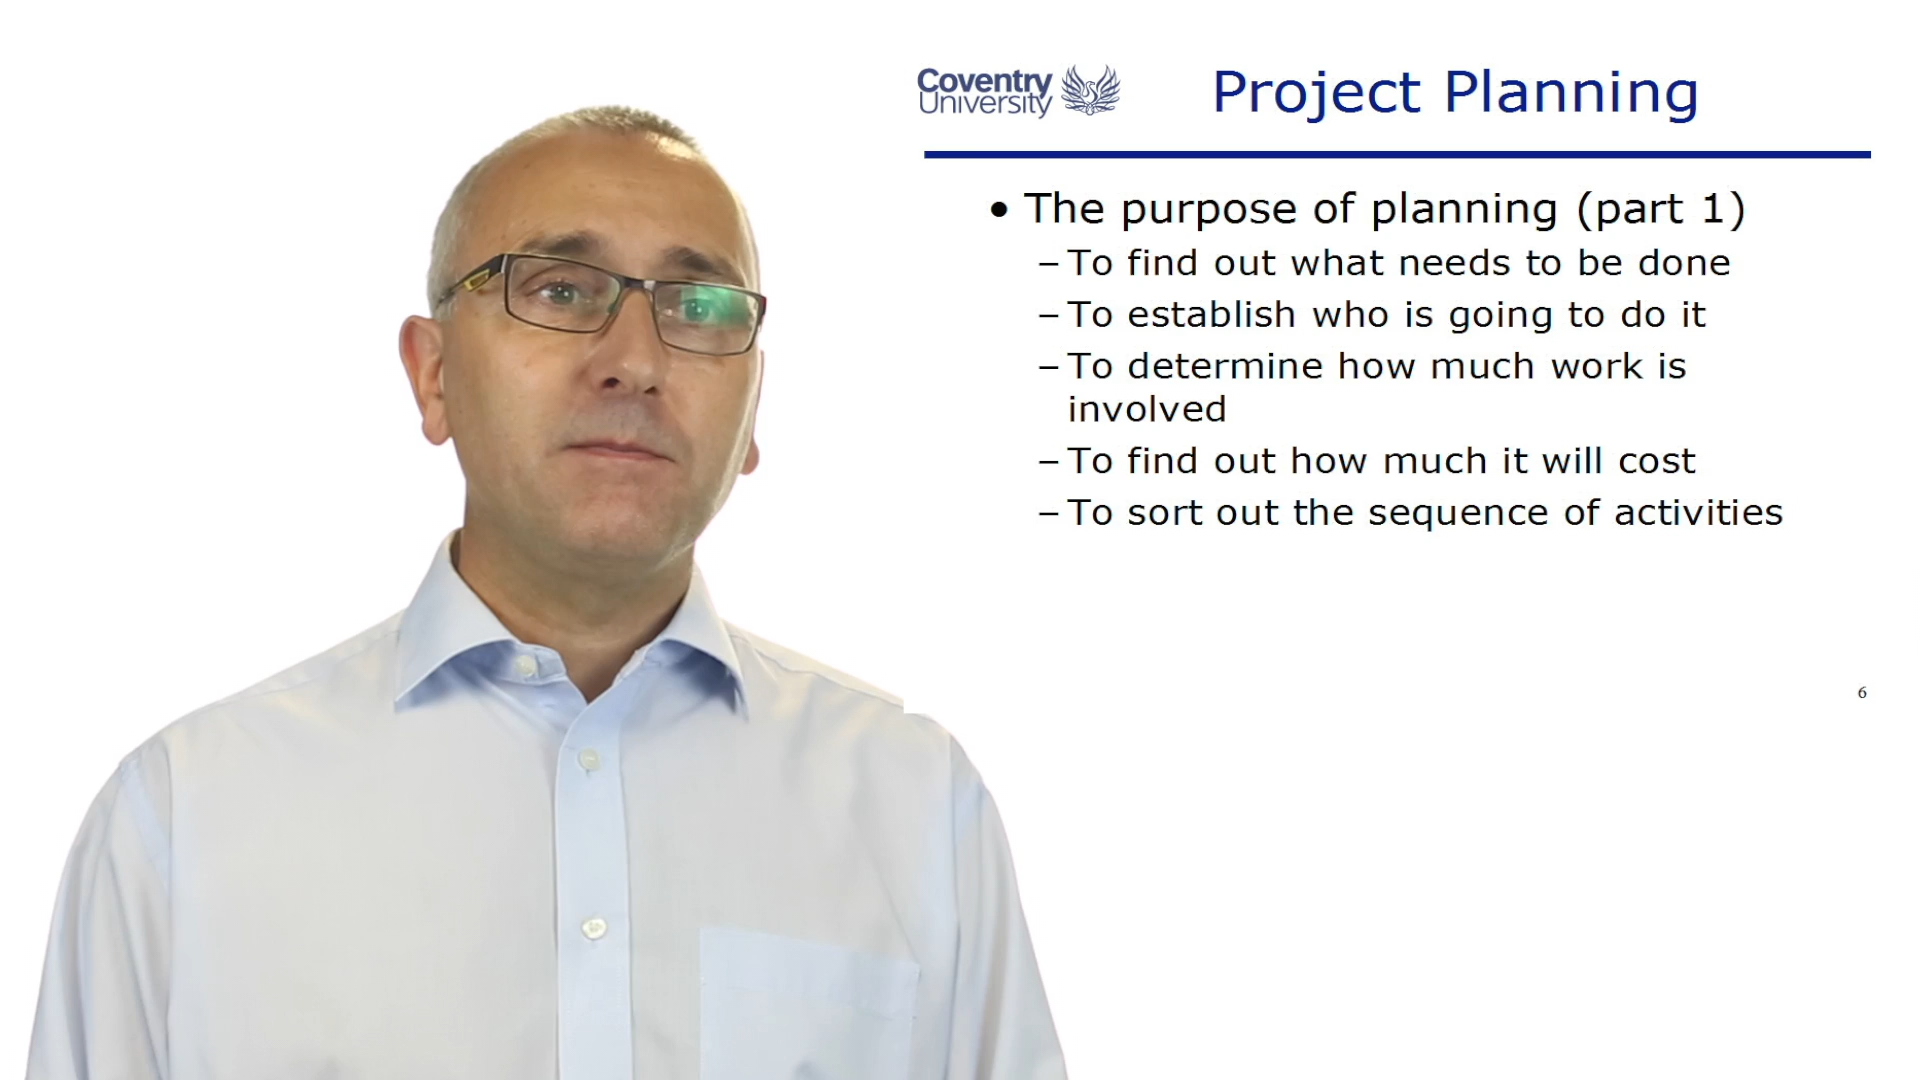 Coventry
University
Project Planning
• The purpose of planning (part 1)
– To find out what needs to be done
– To establish who is going to do it
– To determine how much work is
involved
– To find out how much it will cost
– To sort out the sequence of activities
6